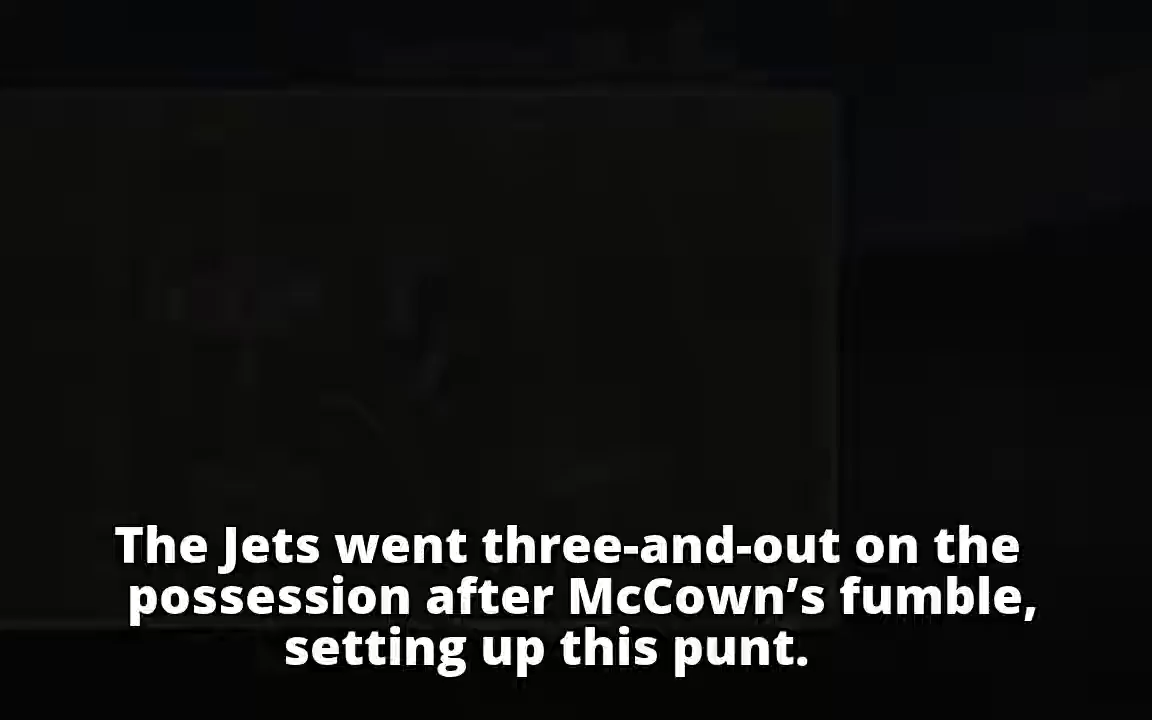 The Jets went three-and-out on the
possession after McCown’s fumble,
setting up this punt.